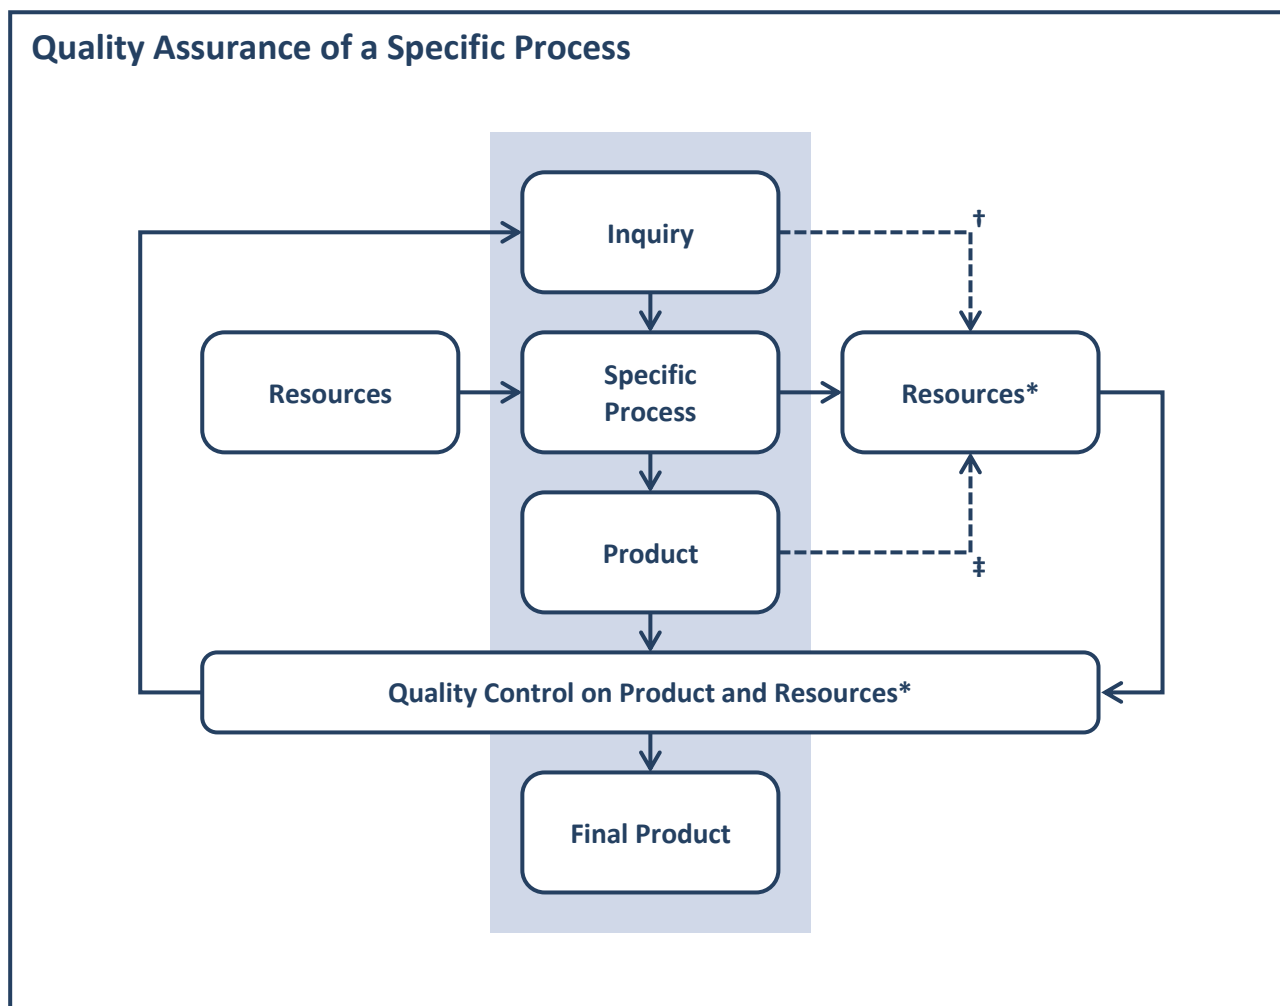 Quality Assurance of a Specific Process
Inquiry
†
Resources
Specific
Process
Resources*
Product
‡
Quality Control on Product and Resources*
Final Product